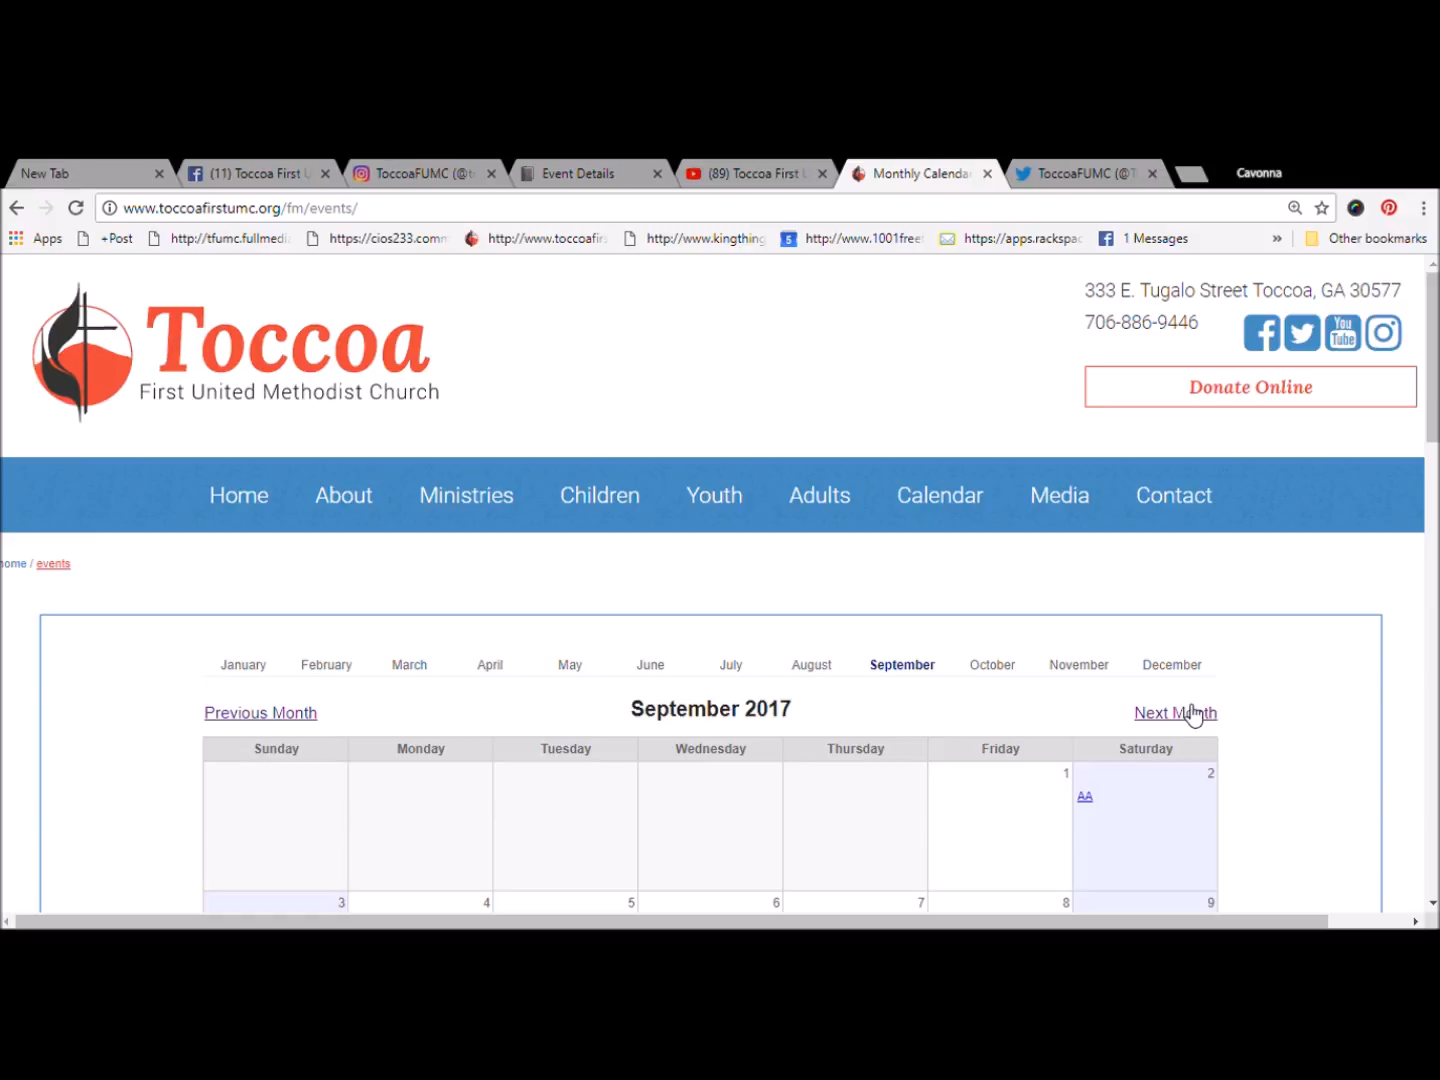 New Tab
(11) Toccoa First U
ToccoaFUMC (@t
Event Details
(89) Toccoa First U
Monthly Calenda
ToccoaFUMC (@T
Cavonna
www.toccoafirstumc.org/fm/events/
Apps
+Post
http://tfumc.fullmedia
https://cios233.comm
http://www.toccoafirs
http://www.kingthing
5
http://www.1001free
https://apps.rackspac
1 Messages
»
Other bookmarks
Toccoa
First United Methodist Church
333 E. Tugalo Street Toccoa, GA 30577
706-886-9446
You
Tube
Donate Online
Home About Ministries Children Youth Adults Calendar Media Contact
home / events
January February March April May June July August September October November December
Previous Month
September 2017
Next Month
Sunday Monday Tuesday Wednesday Thursday Friday Saturday
1 2
AA
3 4 5 6 7 8 9